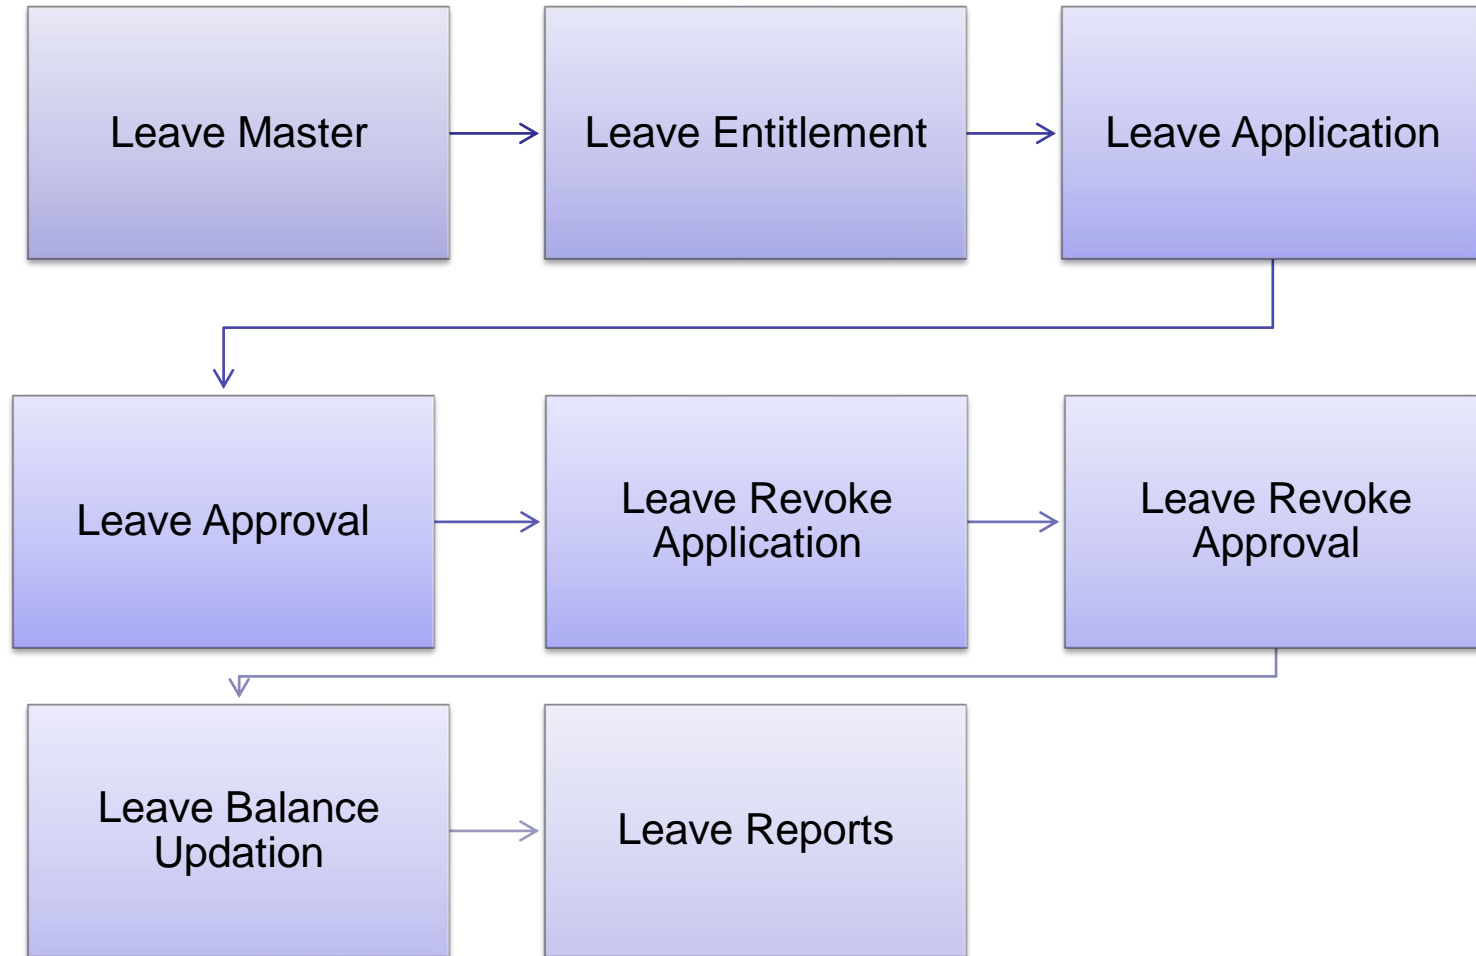 Leave Master
Leave Entitlement
Leave Application
Leave Approval
Leave Revoke
Application
Leave Revoke
Approval
Leave Balance
Updation
Leave Reports